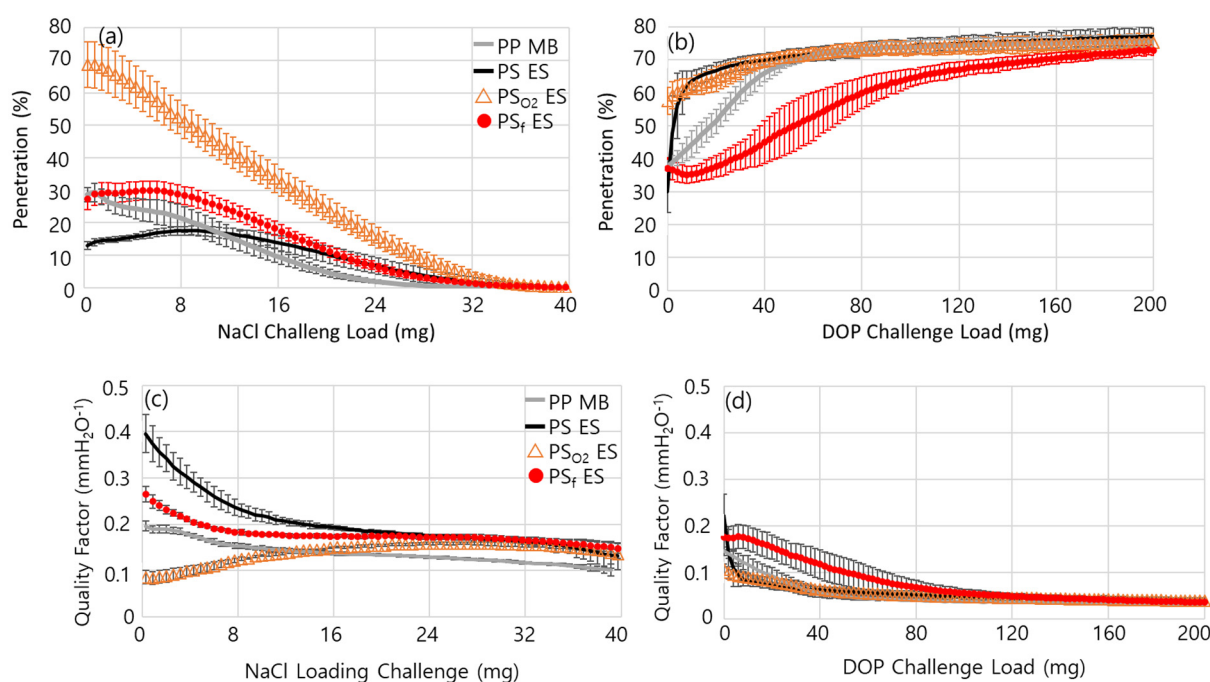 (a)
80
70
60
50
40
30
20
10
0
Penetration (%)
PP MB
PS ES
PS_O2 ES
PS_f ES
0 8 16 24 32 40
NaCl Challeng Load (mg)
(b)
80
70
60
50
40
30
20
10
0
Penetration (%)
0 40 80 120 160 200
DOP Challenge Load (mg)
(c)
0.5
0.4
0.3
0.2
0.1
0
Quality Factor (mmH₂O⁻¹)
PP MB
PS ES
PS_O2 ES
PS_f ES
0 8 16 24 32 40
NaCl Loading Challenge (mg)
(d)
0.5
0.4
0.3
0.2
0.1
0
Quality Factor (mmH₂O⁻¹)
0 40 80 120 160 200
DOP Challenge Load (mg)